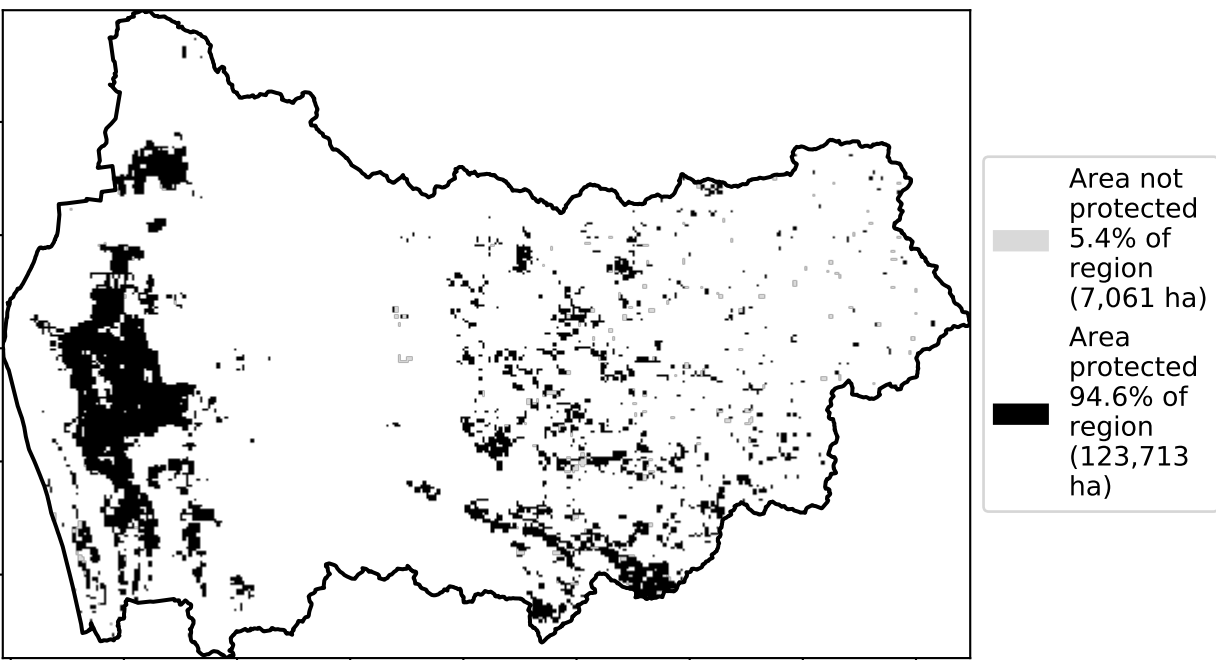 Area not
protected
5.4% of
region
(7,061 ha)
Area
protected
94.6% of
region
(123,713
ha)